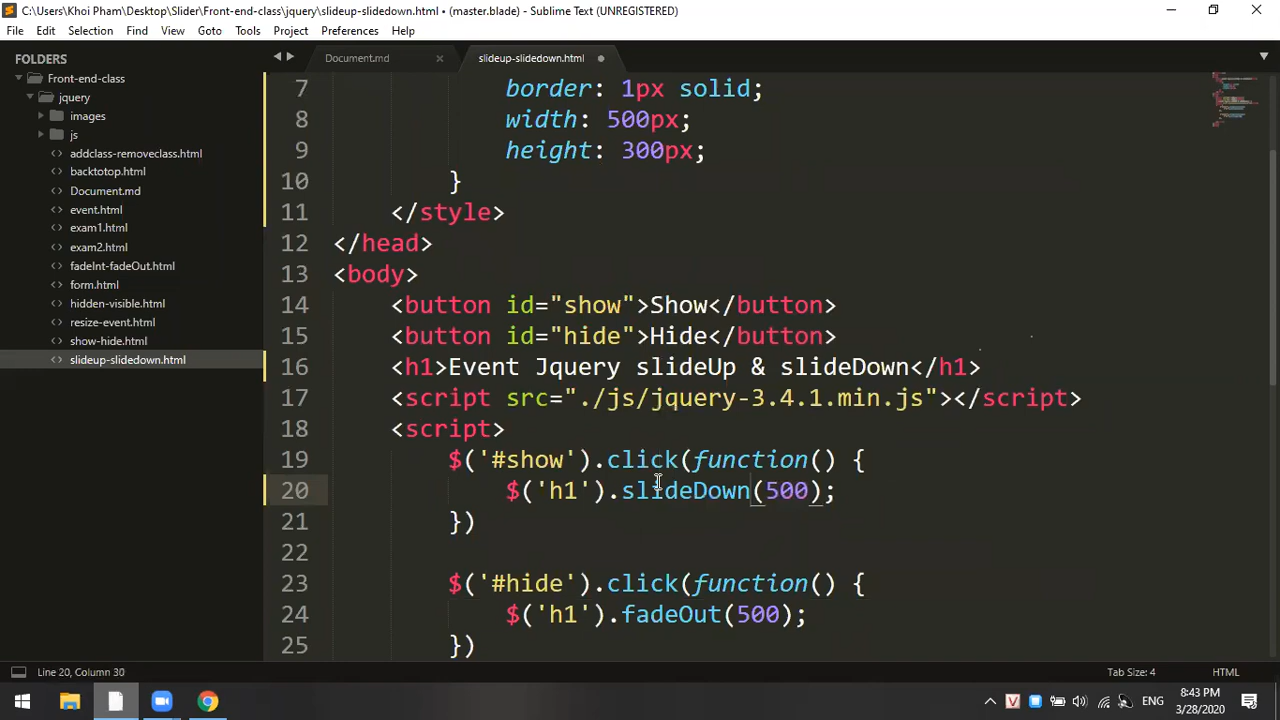 C:\Users\Khoi Pham\Desktop\Slider\Front-end-class\jquery\slideup-slidedown.html • (master.blade) - Sublime Text (UNREGISTERED)
File Edit Selection Find View Goto Tools Project Preferences Help
FOLDERS
Front-end-class
jquery
images
js
addclass-removeclass.html
backtotop.html
Document.md
event.html
exam1.html
exam2.html
fadeInt-fadeOut.html
form.html
hidden-visible.html
resize-event.html
show-hide.html
slideup-slidedown.html
Document.md
slideup-slidedown.html
7 border: 1px solid;
8 width: 500px;
9 height: 300px;
10 }
11 </style>
12 </head>
13 <body>
14 <button id="show">Show</button>
15 <button id="hide">Hide</button>
16 <h1>Event Jquery slideUp & slideDown</h1>
17 <script src="./js/jquery-3.4.1.min.js"></script>
18 <script>
19 $('#show').click(function() {
20 $('h1').slideDown(500);
21 })
22
23 $('#hide').click(function() {
24 $('h1').fadeOut(500);
25 })
Line 20, Column 30
Tab Size: 4
HTML
ENG
8:43 PM
3/28/2020